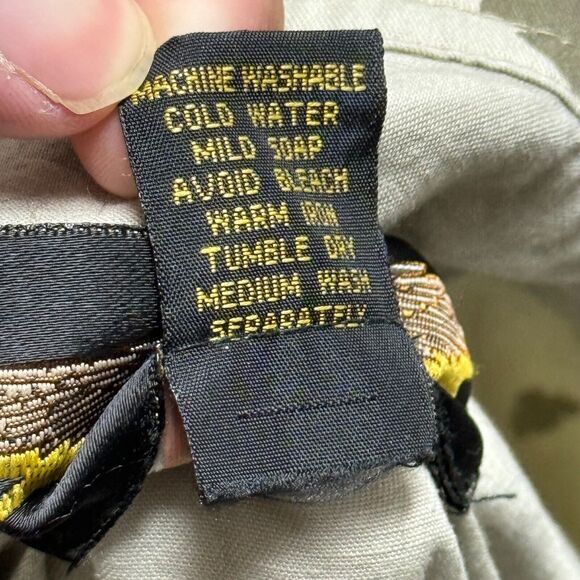 MACHINE WASHABLE
COLD WATER
MILD SOAP
AVOID BLEACH
WARM IRON
TUMBLE DRY
MEDIUM WASH
SEPARATELY